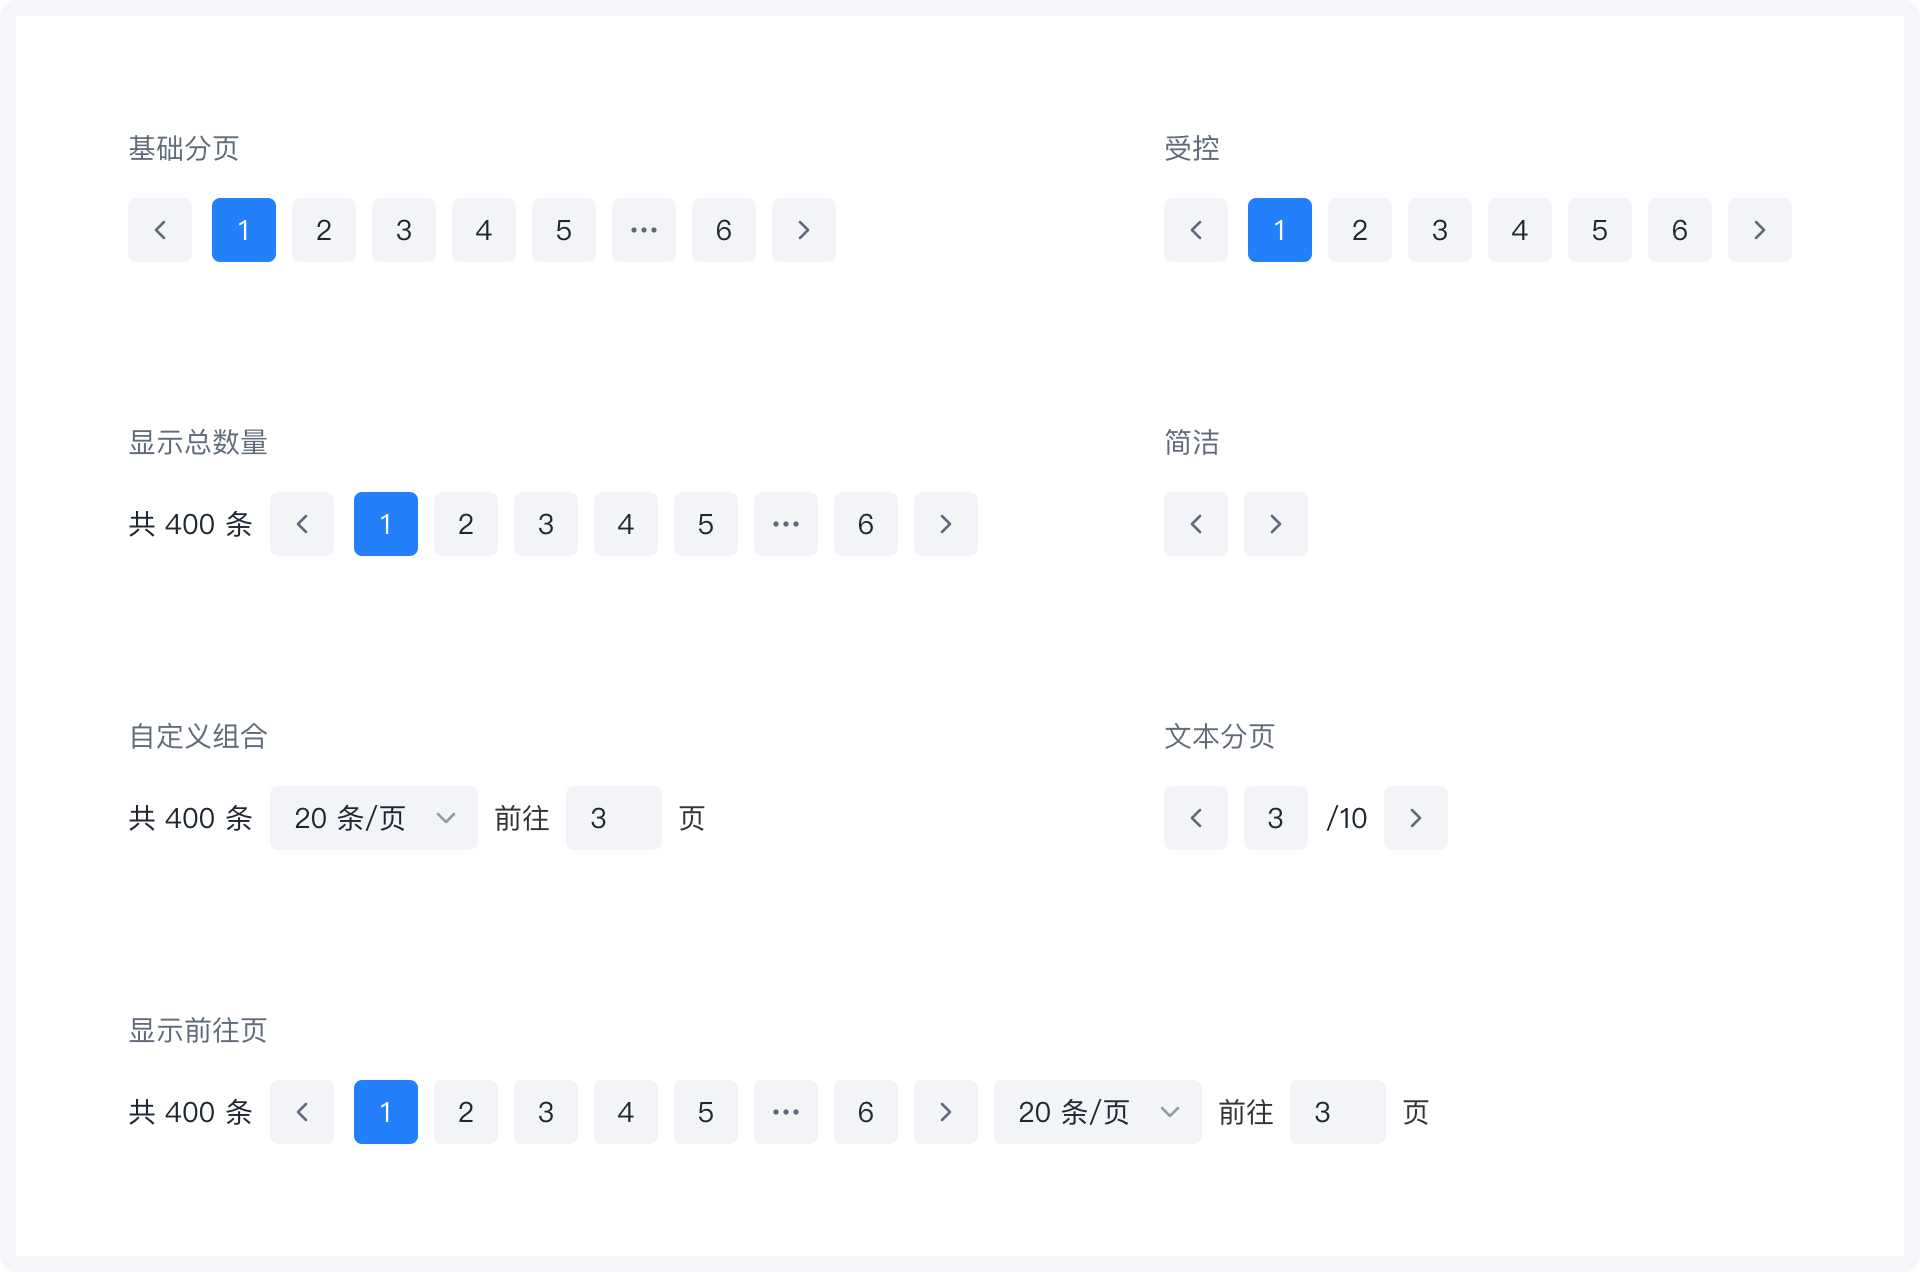 基础分页
1 2 3 4 5 ••• 6
受控
1 2 3 4 5 6
显示总数量
共 400 条 1 2 3 4 5 ••• 6
简洁
自定义组合
共 400 条 20 条/页 前往 3 页
文本分页
3 /10
显示前往页
共 400 条 1 2 3 4 5 ••• 6 20 条/页 前往 3 页